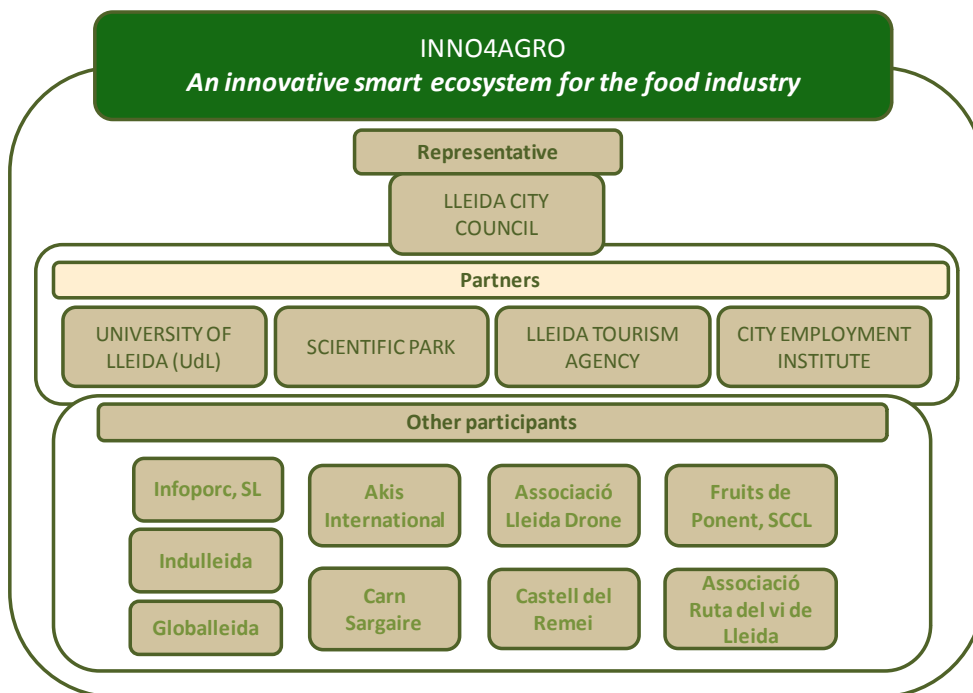 INNO4AGRO
An innovative smart ecosystem for the food industry
Representative
LLEIDA CITY
COUNCIL
Partners
UNIVERSITY OF
LLEIDA (UdL)
SCIENTIFIC PARK
LLEIDA TOURISM
AGENCY
CITY EMPLOYMENT
INSTITUTE
Other participants
Infoporc, SL
Indulleida
Globalleida
Akis
International
Carn
Sargaire
Associació
Lleida Drone
Castell del
Remei
Fruits de
Ponent, SCCL
Associació
Ruta del vi de
Lleida